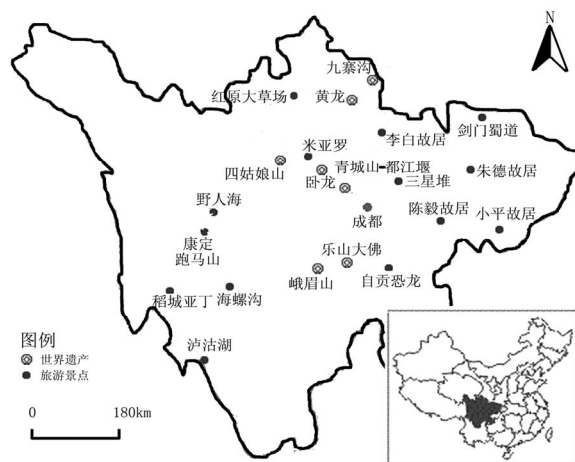 N
九寨沟
红原大草场
黄龙
剑门蜀道
李白故居
米亚罗
四姑娘山
青城山-都江堰
朱德故居
卧龙
三星堆
野人海
成都
陈毅故居
小平故居
康定
跑马山
乐山大佛
峨眉山
自贡恐龙
稻城亚丁
海螺沟
图例
世界遗产
旅游景点
泸沽湖
0
180km